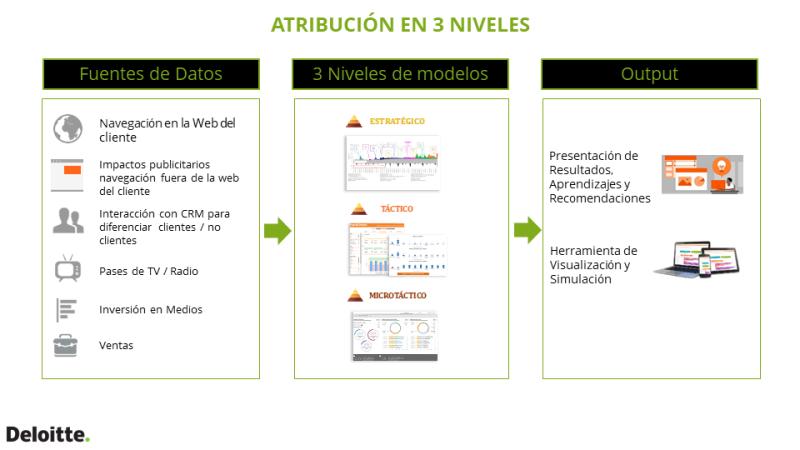 ATRIBUCIÓN EN 3 NIVELES
Fuentes de Datos
Navegación en la Web del
cliente
Impactos publicitarios
navegación fuera de la web
del cliente
Interacción con CRM para
diferenciar clientes / no
clientes
Pases de TV / Radio
Inversión en Medios
Ventas
3 Niveles de modelos
ESTRATÉGICO
TÁCTICO
MICROTÁCTICO
Output
Presentación de
Resultados,
Aprendizajes y
Recomendaciones
Herramienta de
Visualización y
Simulación
Deloitte.